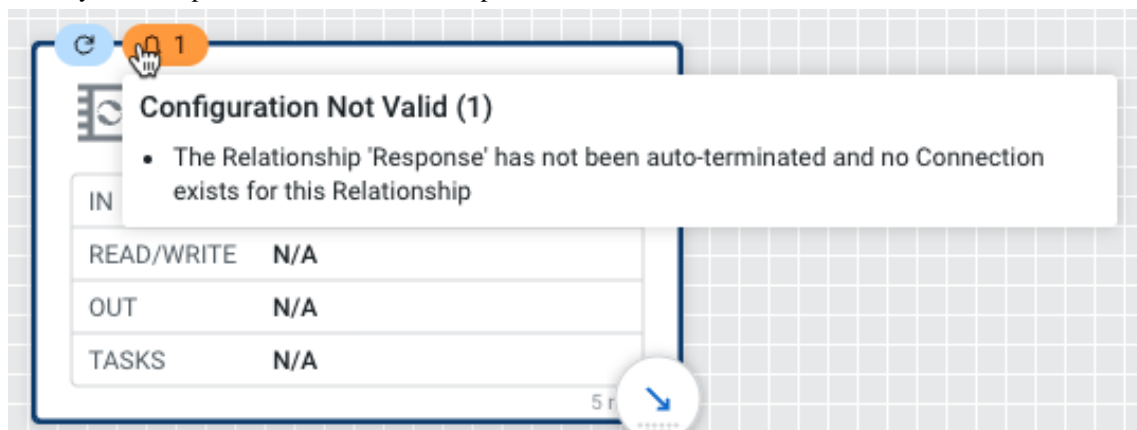 1
Configuration Not Valid (1)
• The Relationship 'Response' has not been auto-terminated and no Connection
exists for this Relationship
IN
READ/WRITE N/A
OUT N/A
TASKS N/A
5